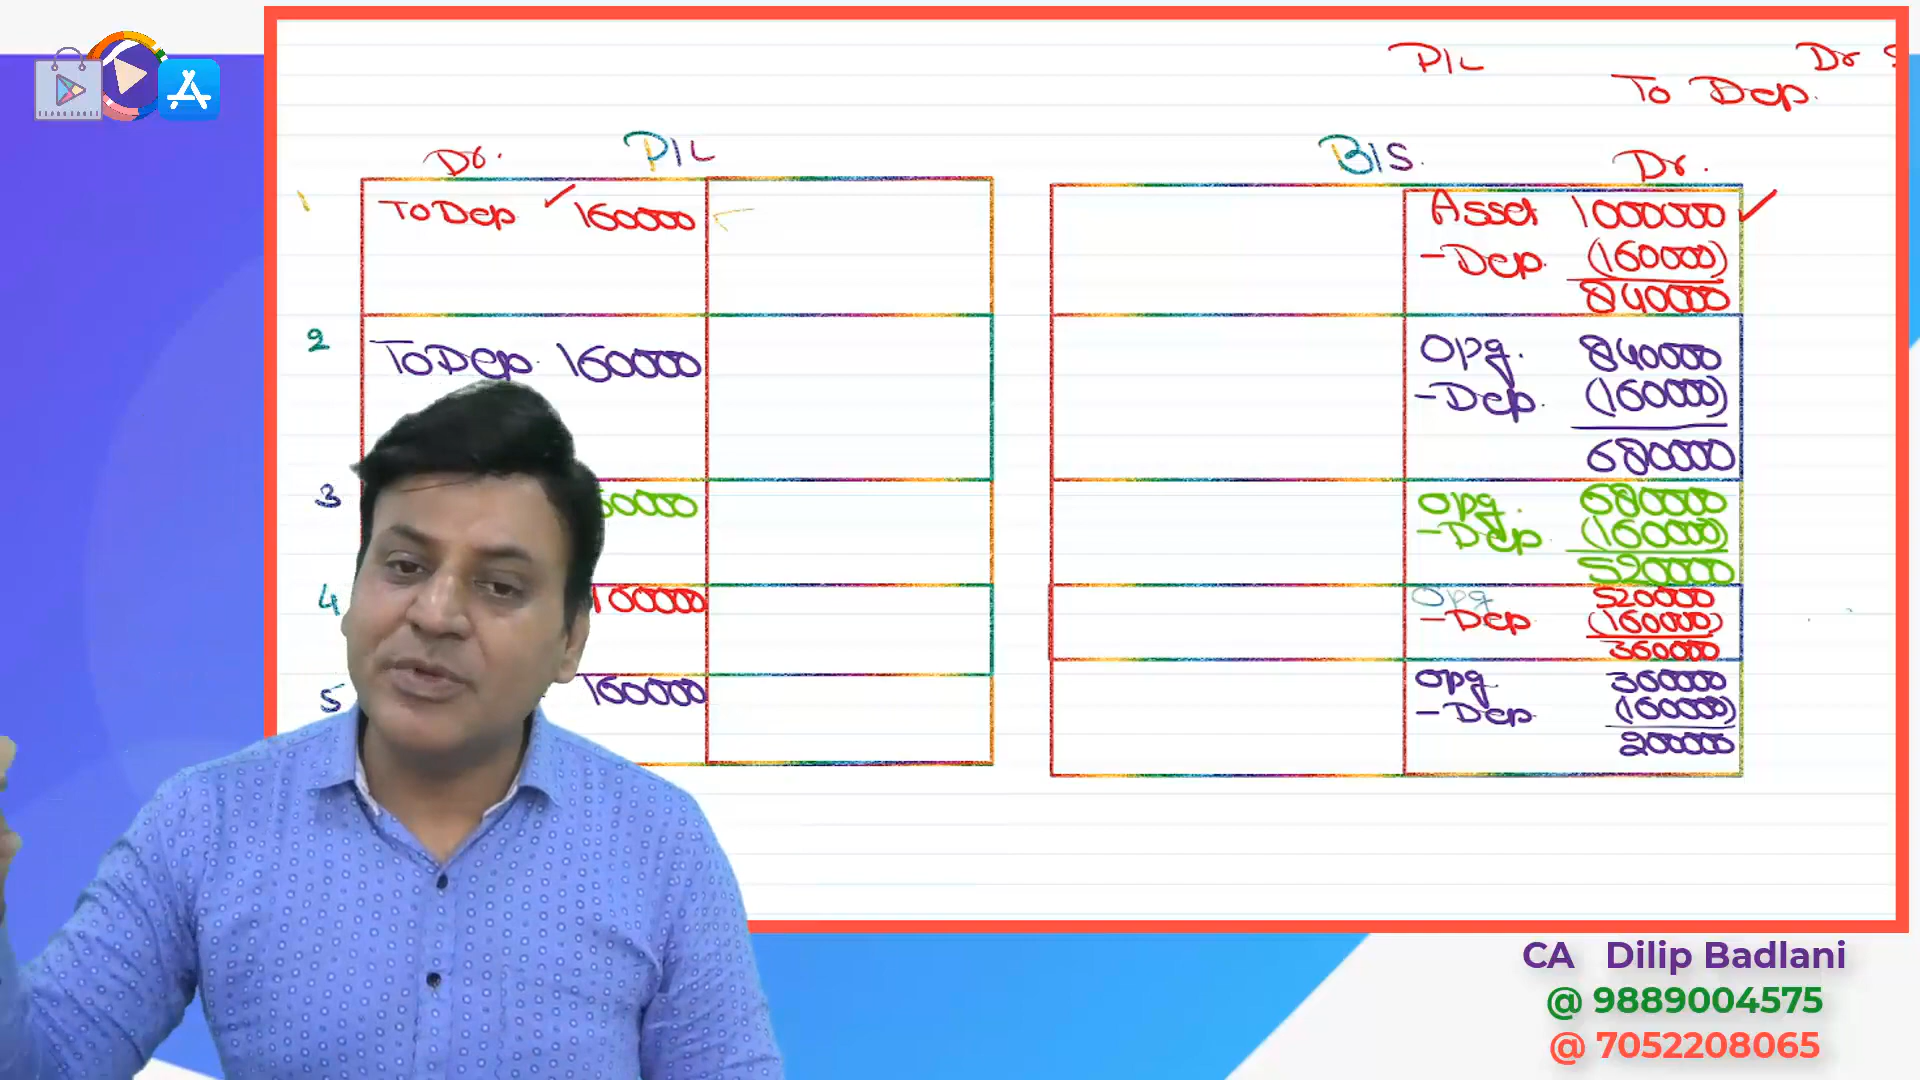 P/L Dr
To Dep.
Dr. P/L
1 To Dep 160000
2 To Dep. 160000
3 60000
4 160000
5 160000
B/S. Dr.
Asset 1000000
- Dep. (160000)
840000
Opg. 840000
- Dep. (160000)
680000
Opg. 680000
- Dep (160000)
520000
Opg 520000
- Dep (160000)
360000
Opg 360000
- Dep (160000)
200000
CA Dilip Badlani
@ 9889004575
@ 7052208065